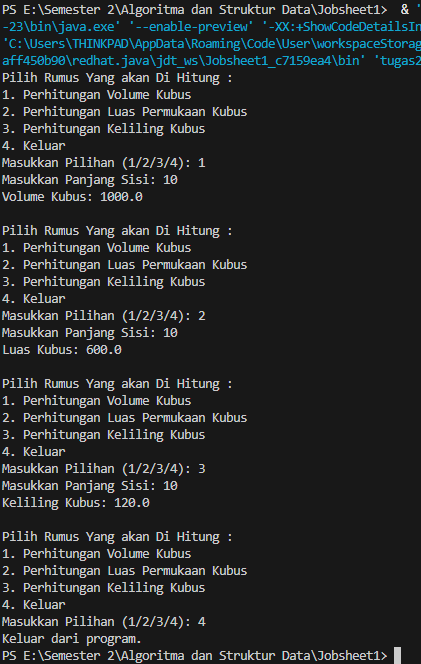 PS E:\Semester 2\Algoritma dan Struktur Data\Jobsheet1>  & '
-23\bin\java.exe' '--enable-preview' '-XX:+ShowCodeDetailsIn
'C:\Users\THINKPAD\AppData\Roaming\Code\User\workspaceStorag
aff450b90\redhat.java\jdt_ws\Jobsheet1_c7159ea4\bin' 'tugas2
Pilih Rumus Yang akan Di Hitung :
1. Perhitungan Volume Kubus
2. Perhitungan Luas Permukaan Kubus
3. Perhitungan Keliling Kubus
4. Keluar
Masukkan Pilihan (1/2/3/4): 1
Masukkan Panjang Sisi: 10
Volume Kubus: 1000.0

Pilih Rumus Yang akan Di Hitung :
1. Perhitungan Volume Kubus
2. Perhitungan Luas Permukaan Kubus
3. Perhitungan Keliling Kubus
4. Keluar
Masukkan Pilihan (1/2/3/4): 2
Masukkan Panjang Sisi: 10
Luas Kubus: 600.0

Pilih Rumus Yang akan Di Hitung :
1. Perhitungan Volume Kubus
2. Perhitungan Luas Permukaan Kubus
3. Perhitungan Keliling Kubus
4. Keluar
Masukkan Pilihan (1/2/3/4): 3
Masukkan Panjang Sisi: 10
Keliling Kubus: 120.0

Pilih Rumus Yang akan Di Hitung :
1. Perhitungan Volume Kubus
2. Perhitungan Luas Permukaan Kubus
3. Perhitungan Keliling Kubus
4. Keluar
Masukkan Pilihan (1/2/3/4): 4
Keluar dari program.
PS E:\Semester 2\Algoritma dan Struktur Data\Jobsheet1>